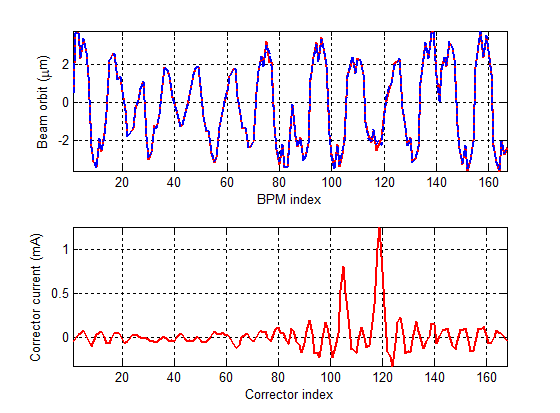 Beam orbit (μm)
2
0
-2
20 40 60 80 100 120 140 160
BPM index
Corrector current (mA)
1
0.5
0
20 40 60 80 100 120 140 160
Corrector index